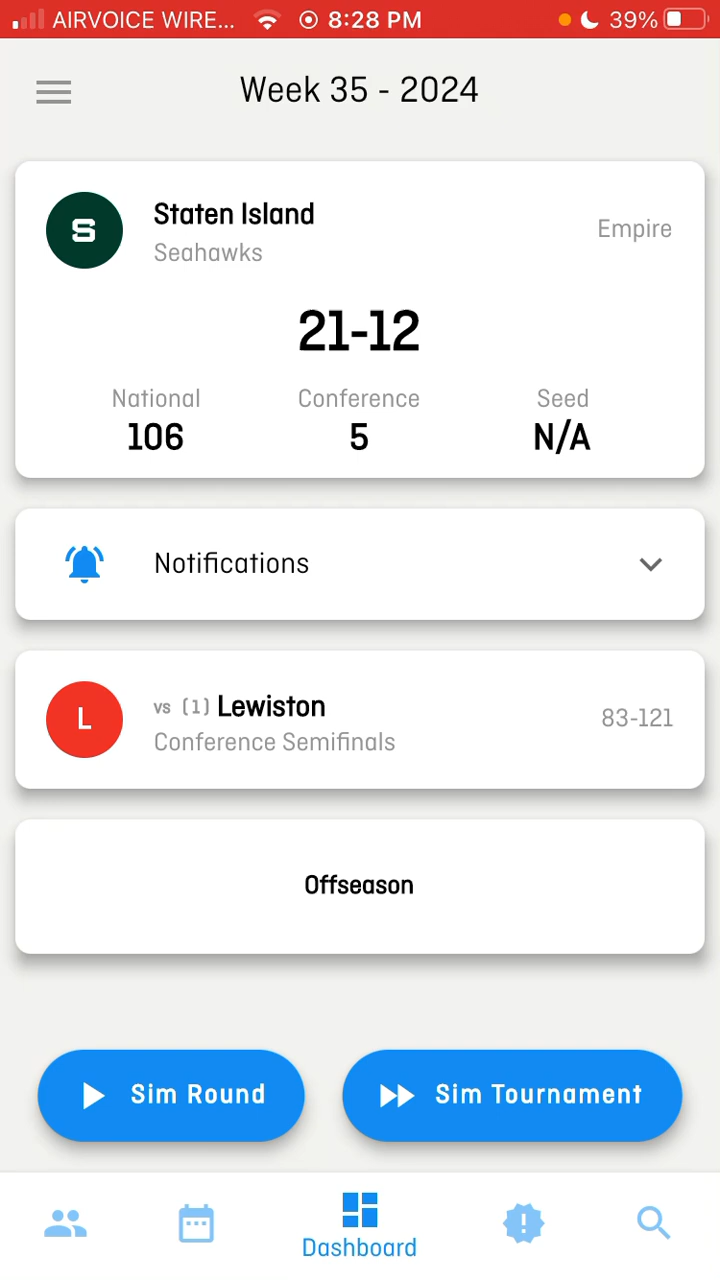 AIRVOICE WIRE... 8:28 PM 39%
Week 35 - 2024
S
Staten Island
Seahawks
Empire
21-12
National Conference Seed
106 5 N/A
Notifications
L
vs (1) Lewiston
Conference Semifinals
83-121
Offseason
Sim Round Sim Tournament
Dashboard